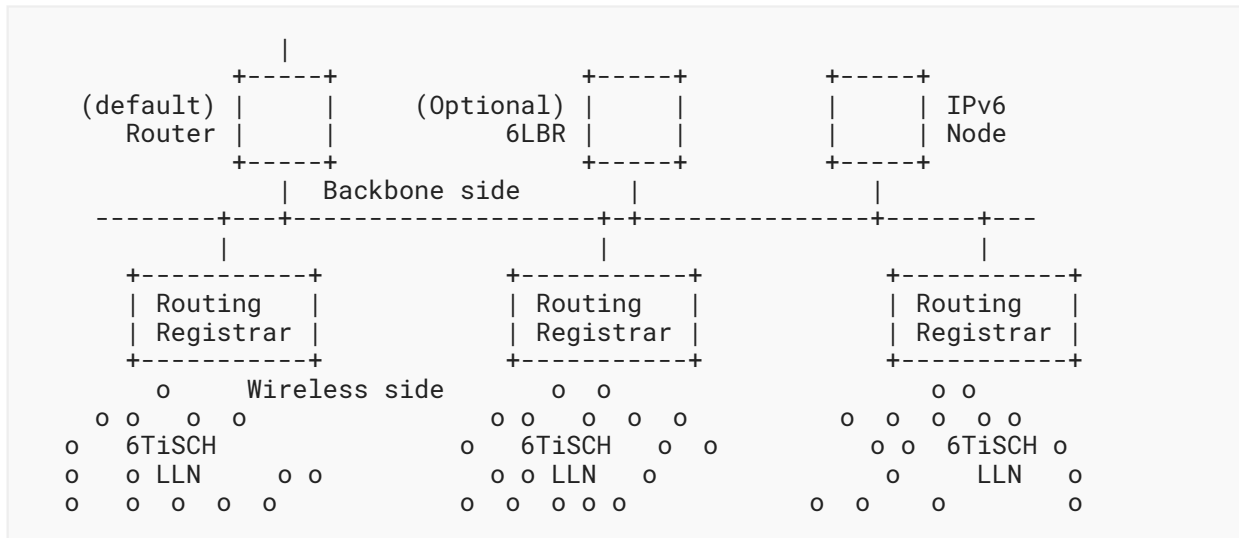 (default) (Optional) IPv6
Router 6LBR Node
Backbone side
Routing Routing Routing
Registrar Registrar Registrar
o Wireless side o o o o
o o o o o o o o o o o o o o
o 6TiSCH o 6TiSCH o o o o 6TiSCH o
o o LLN o o o o LLN o o LLN o
o o o o o o o o o o o o o o